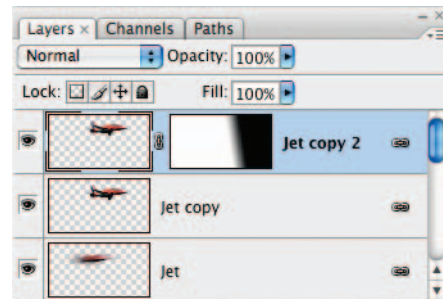 Layers × Channels Paths
Normal Opacity: 100%
Lock: Fill: 100%
Jet copy 2
Jet copy
Jet